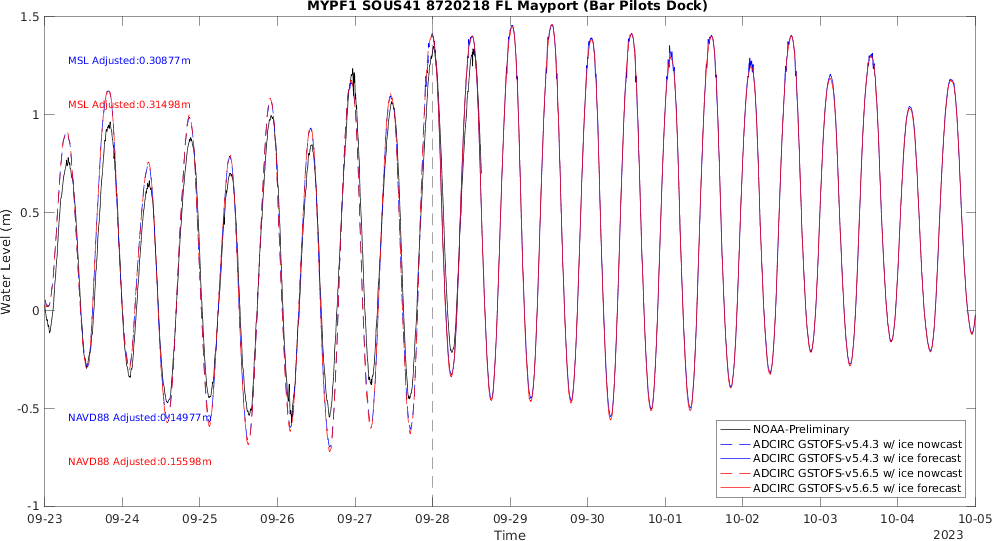 MYPF1 SOUS41 8720218 FL Mayport (Bar Pilots Dock)
1.5
1
0.5
0
-0.5
-1
Water Level (m)
MSL Adjusted:0.30877m
MSL Adjusted:0.31498m
NAVD88 Adjusted:0.14977m
NAVD88 Adjusted:0.15598m
NOAA-Preliminary
ADCIRC GSTOFS-v5.4.3 w/ ice nowcast
ADCIRC GSTOFS-v5.4.3 w/ ice forecast
ADCIRC GSTOFS-v5.6.5 w/ ice nowcast
ADCIRC GSTOFS-v5.6.5 w/ ice forecast
09-23 09-24 09-25 09-26 09-27 09-28 09-29 09-30 10-01 10-02 10-03 10-04 10-05
Time
2023